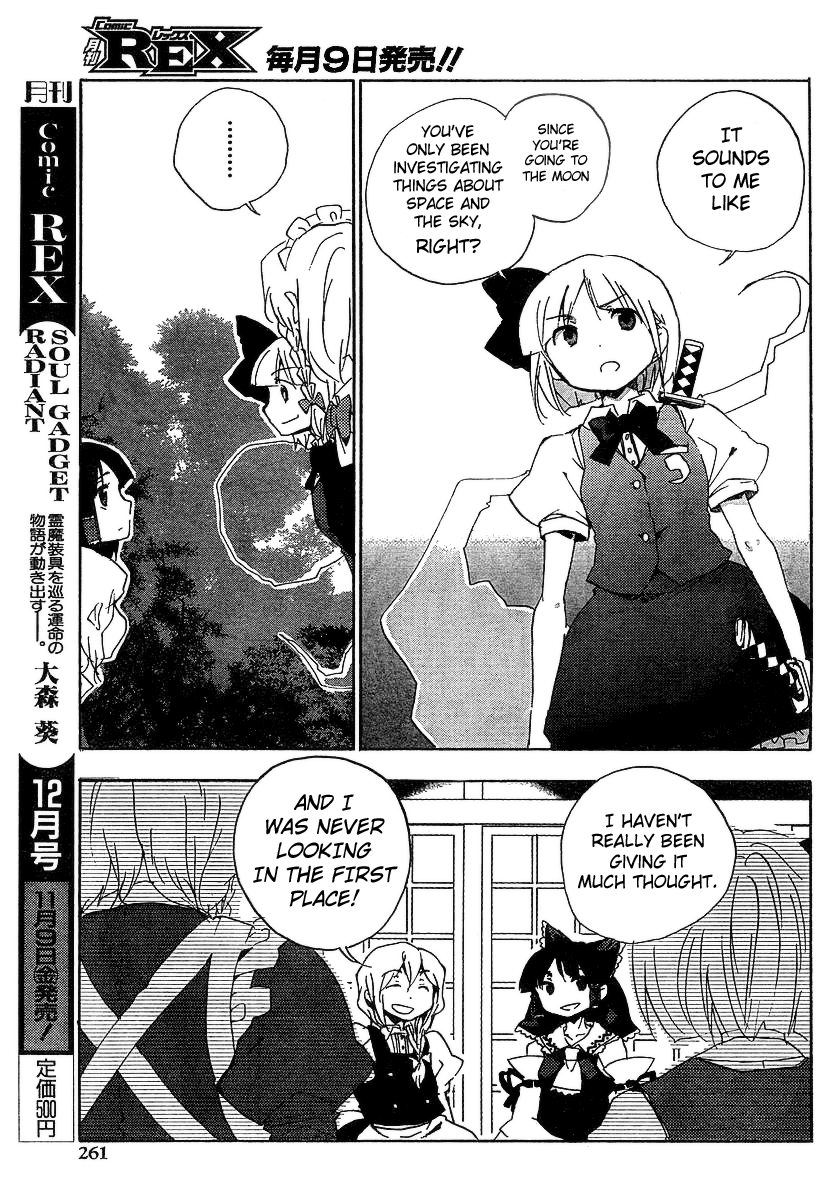 Comic
月刊
レックス
REX
毎月9日発売!!
IT
SOUNDS
TO ME
LIKE
SINCE
YOU'RE
GOING TO
THE MOON
YOU'VE
ONLY BEEN
INVESTIGATING
THINGS ABOUT
SPACE AND
THE SKY,
RIGHT?
........
I HAVEN'T
REALLY BEEN
GIVING IT
MUCH THOUGHT.
AND I
WAS NEVER
LOOKING
IN THE FIRST
PLACE!
月刊
Comic REX
SOUL GADGET
RADIANT
霊魔装具を巡る運命の
物語が動き出す――。
大森 葵
12月号
11月9日㊎発売!
定価500円
261